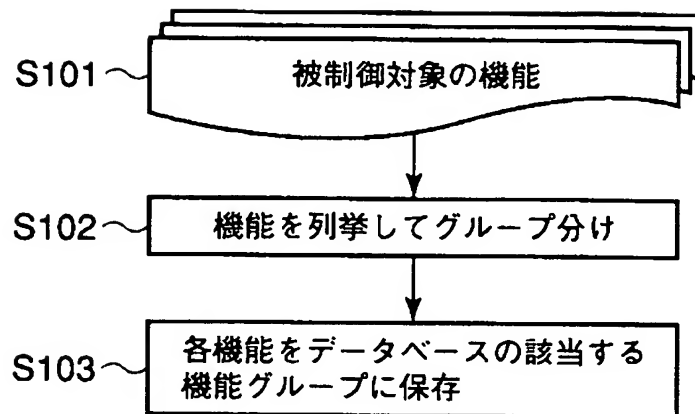 S101 被制御対象の機能
S102 機能を列挙してグループ分け
S103 各機能をデータベースの該当する
機能グループに保存